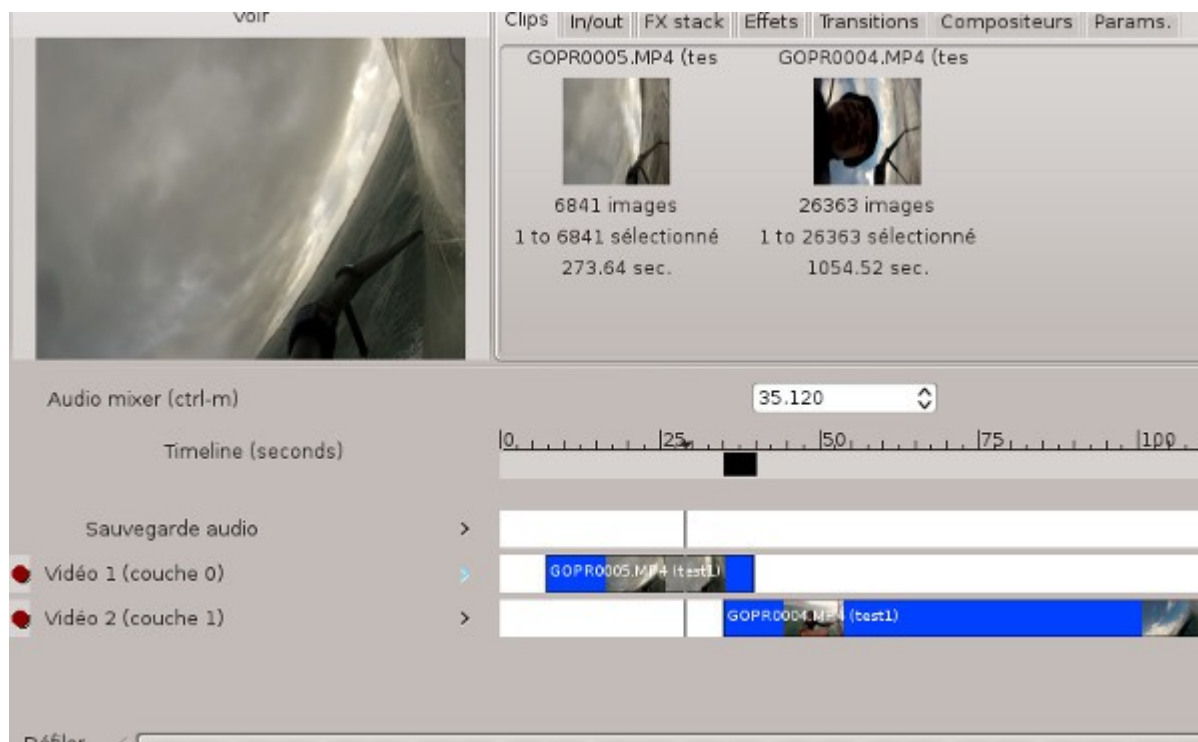 Voir
Clips In/out FX stack Effets Transitions Compositeurs Params.
GOPR0005.MP4 (tes GOPR0004.MP4 (tes
6841 images 26363 images
1 to 6841 sélectionné 1 to 26363 sélectionné
273.64 sec. 1054.52 sec.
Audio mixer (ctrl-m) 35.120
Timeline (seconds) 0 25 50 75 100
Sauvegarde audio >
Vidéo 1 (couche 0) > GOPR0005.MP4 (test1)
Vidéo 2 (couche 1) > GOPR0004.MP4 (test1)
Défiler